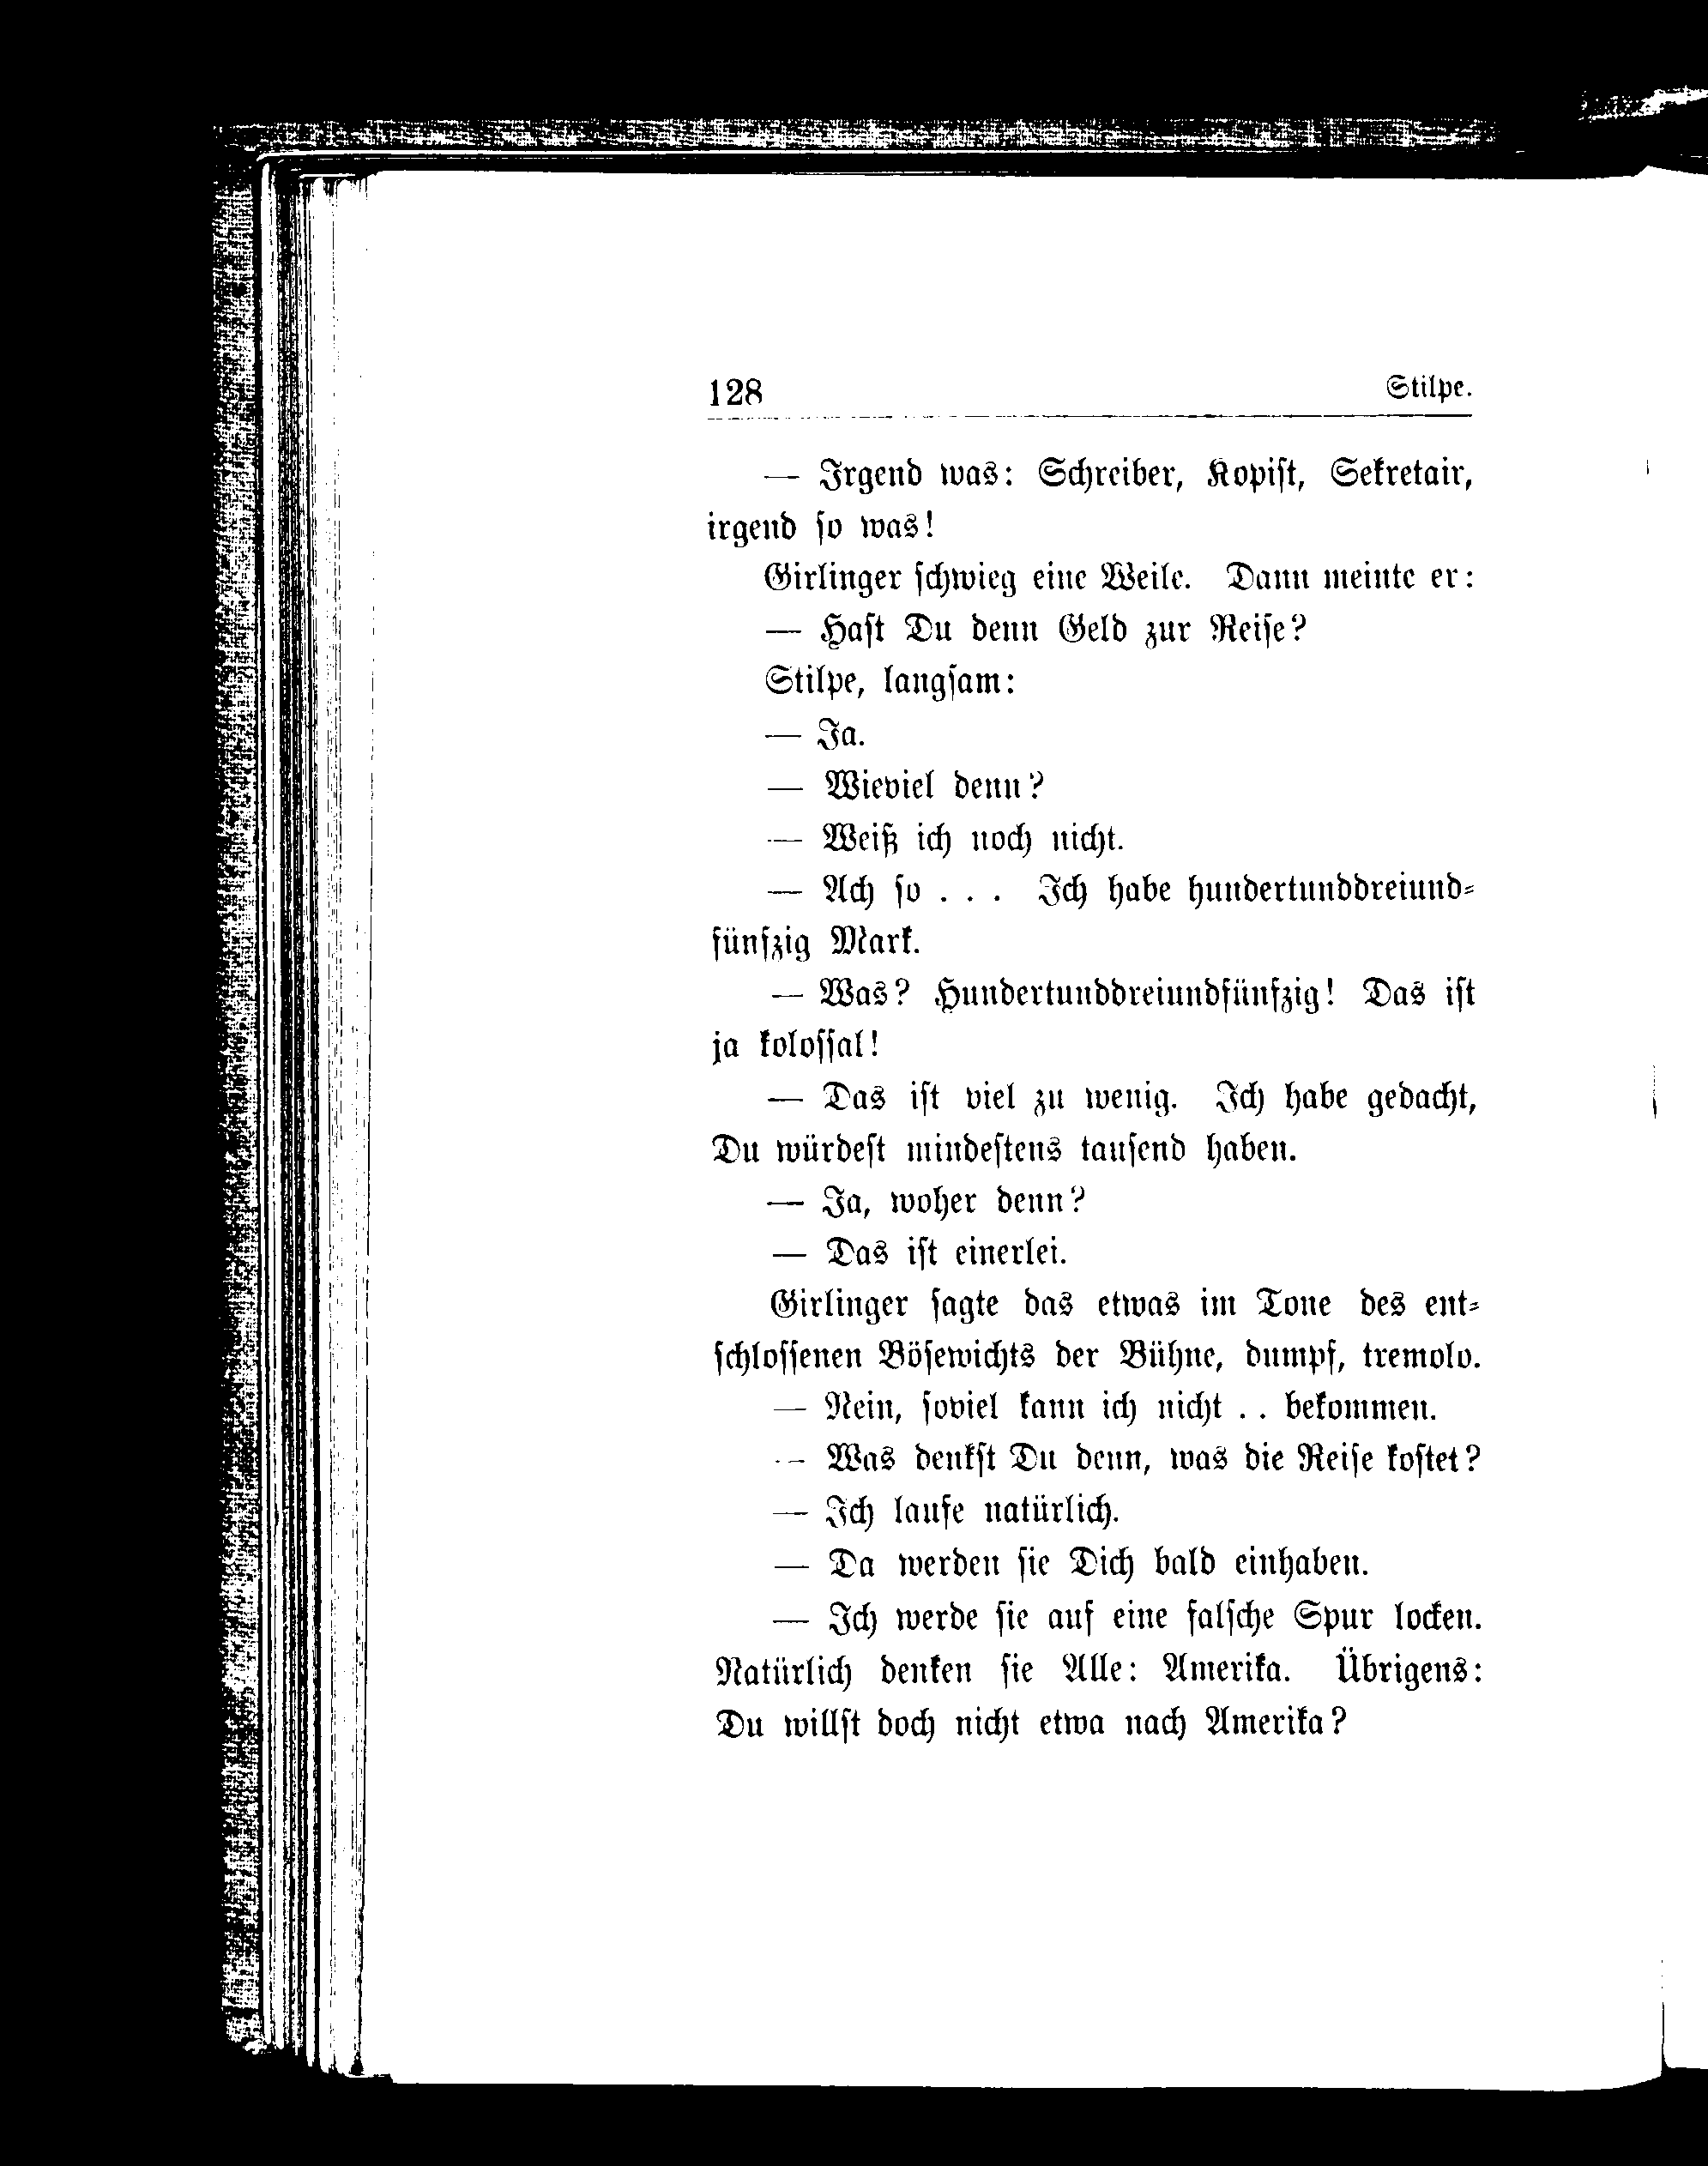 128 Stilpe.
— Irgend was: Schreiber, Kopiſt, Sekretair,
irgend ſo was!
Girlinger ſchwieg eine Weile. Dann meinte er:
— Haſt Du denn Geld zur Reiſe?
Stilpe, langſam:
— Ja.
— Wieviel denn?
— Weiß ich noch nicht.
— Ach ſo . . . Ich habe hundertunddreiund-
fünfzig Mark.
— Was? Hundertunddreiundfünfzig! Das iſt
ja koloſſal!
— Das iſt viel zu wenig. Ich habe gedacht,
Du würdeſt mindeſtens tauſend haben.
— Ja, woher denn?
— Das iſt einerlei.
Girlinger ſagte das etwas im Tone des ent-
ſchloſſenen Böſewichts der Bühne, dumpf, tremolo.
— Nein, ſoviel kann ich nicht . . bekommen.
— Was denkſt Du denn, was die Reiſe koſtet?
— Ich laufe natürlich.
— Da werden ſie Dich bald einhaben.
— Ich werde ſie auf eine falſche Spur locken.
Natürlich denken ſie Alle: Amerika. Übrigens:
Du willſt doch nicht etwa nach Amerika?